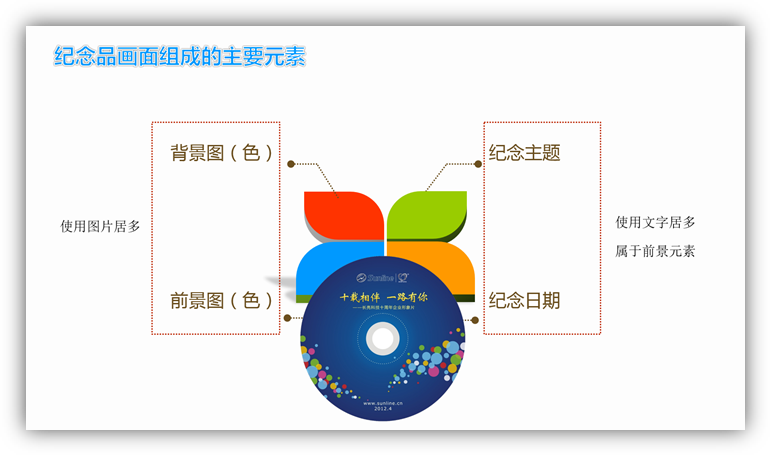 纪念品画面组成的主要元素
背景图（色）
纪念主题
使用图片居多
使用文字居多
属于前景元素
前景图（色）
纪念日期
Sunline
十载相伴 一路有你
www.sunline.cn
2012.4